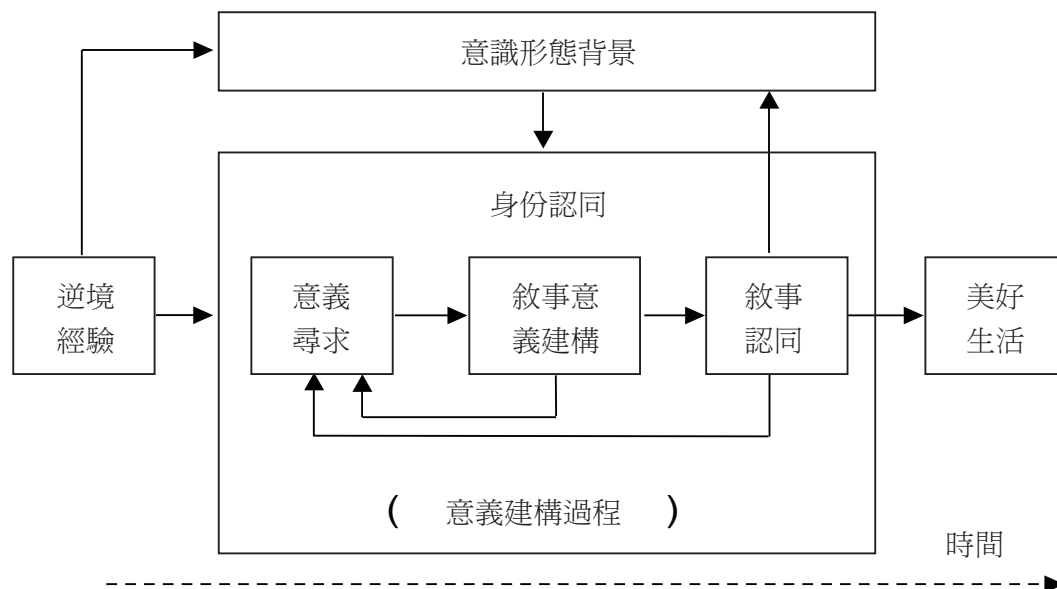 意識形態背景
身份認同
逆境
經驗
意義
尋求
敘事意
義建構
敘事
認同
美好
生活
( 意義建構過程 )
時間